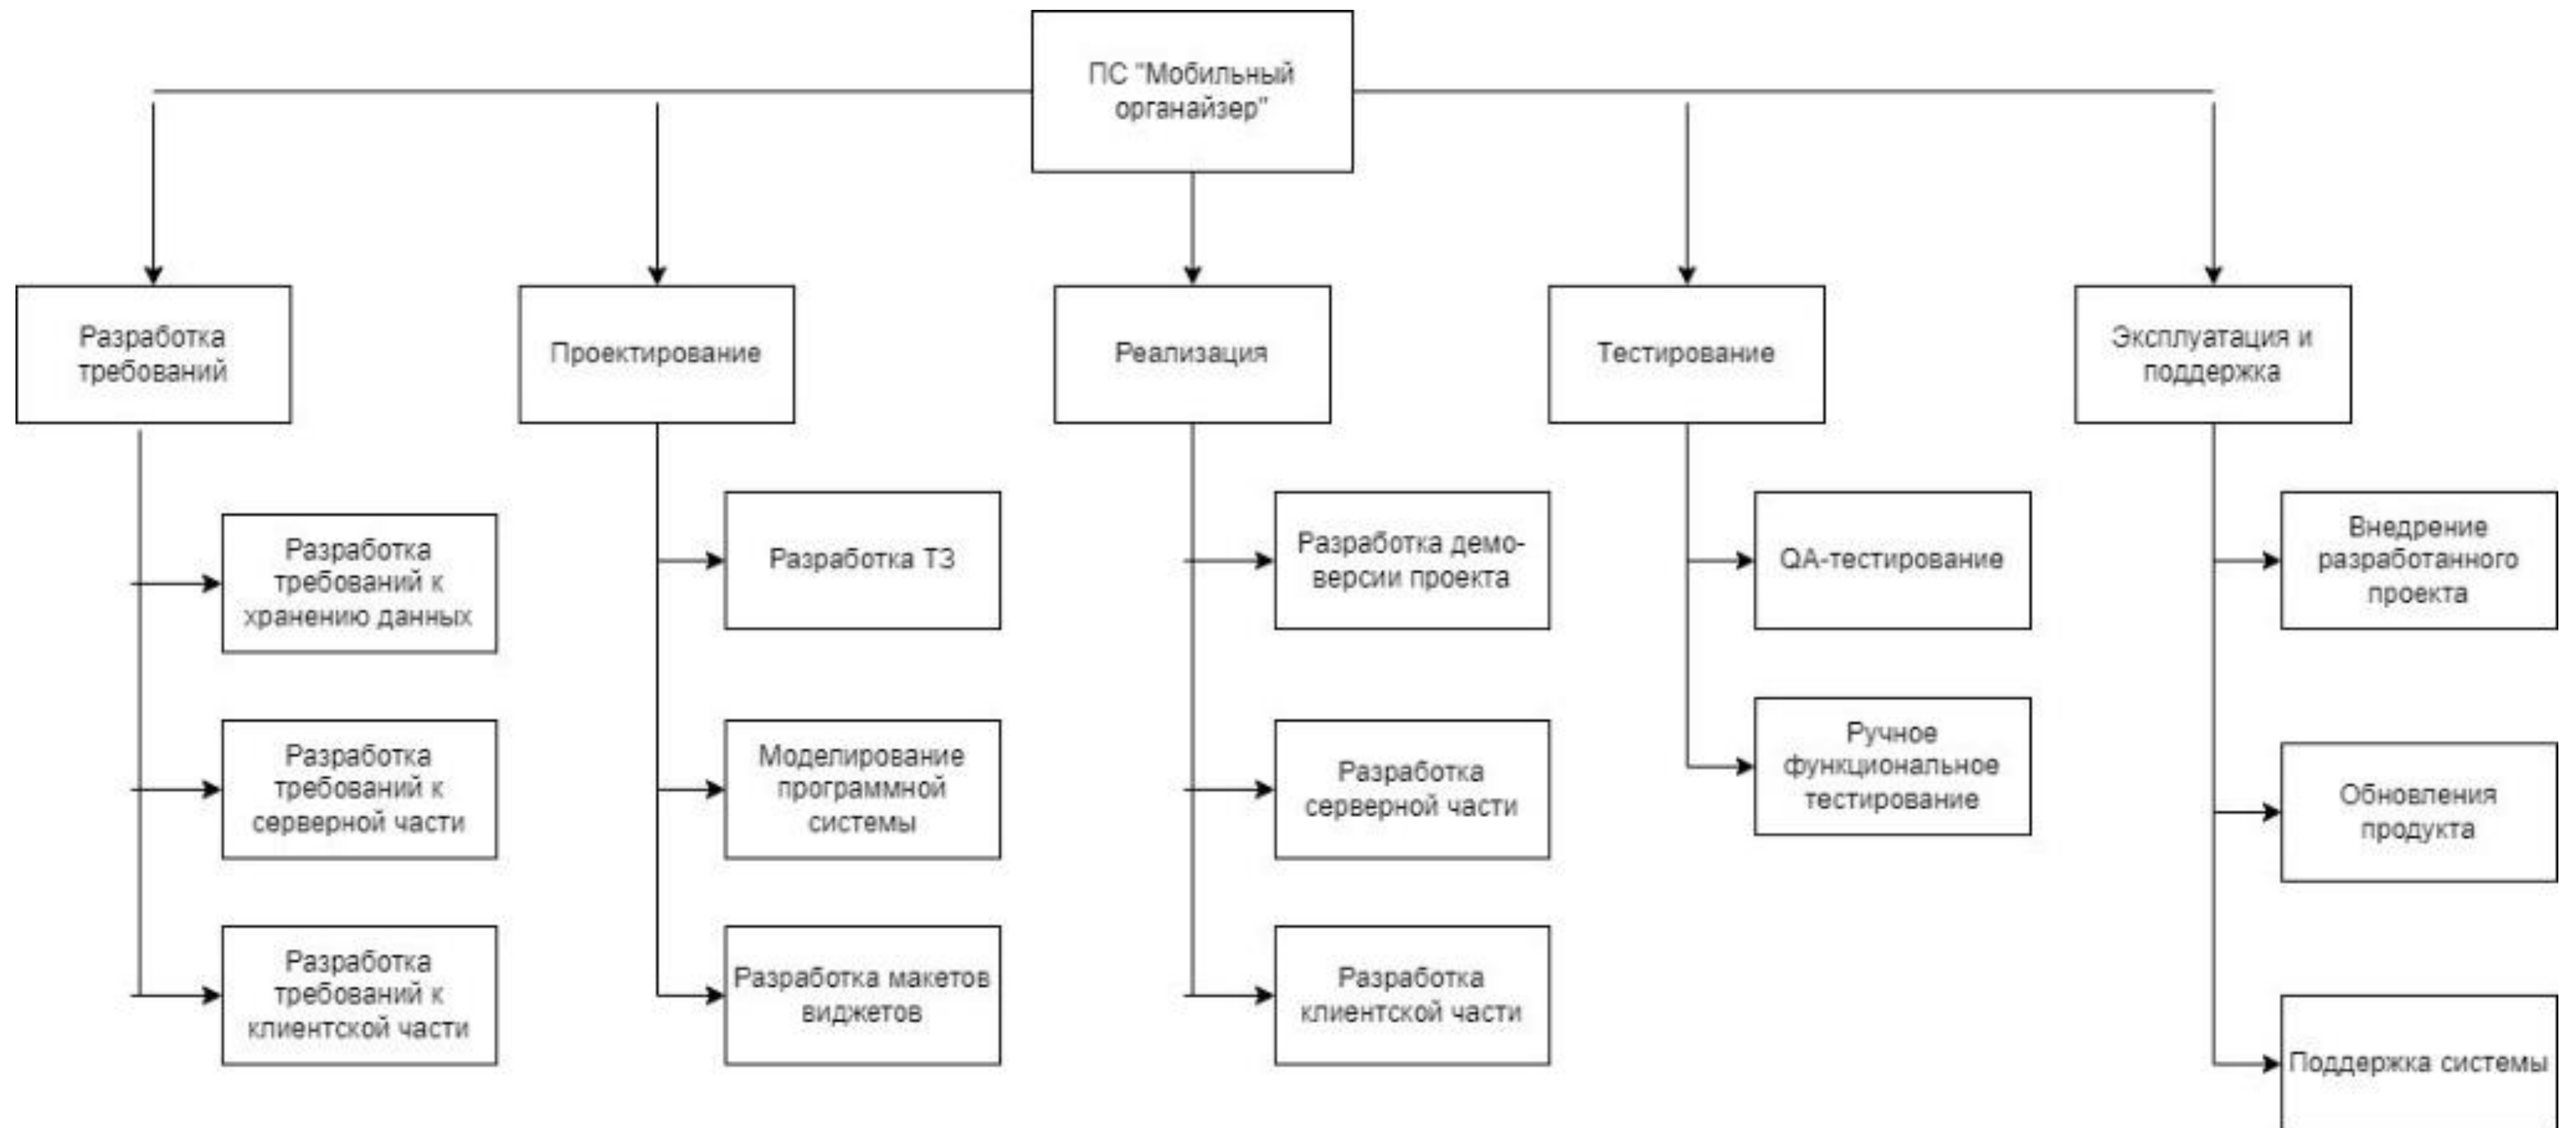 ПС "Мобильный
органайзер"
Разработка
требований
Проектирование
Реализация
Тестирование
Эксплуатация и
поддержка
Разработка
требований к
хранению данных
Разработка
требований к
серверной части
Разработка
требований к
клиентской части
Разработка ТЗ
Моделирование
программной
системы
Разработка макетов
виджетов
Разработка демо-
версии проекта
Разработка
серверной части
Разработка
клиентской части
QA-тестирование
Ручное
функциональное
тестирование
Внедрение
разработанного
проекта
Обновления
продукта
Поддержка системы